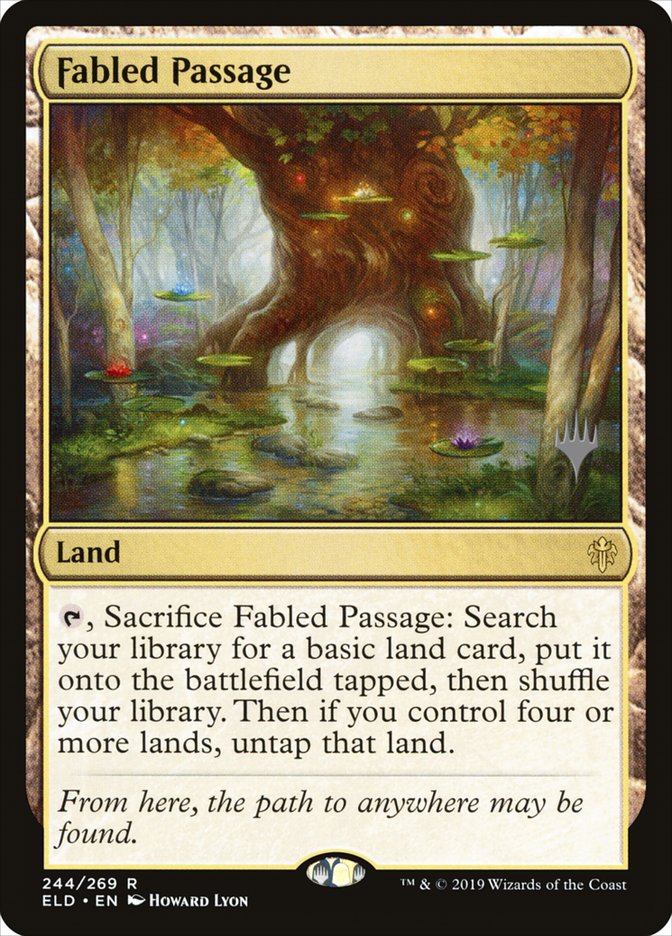 Fabled Passage
Land
, Sacrifice Fabled Passage: Search
your library for a basic land card, put it
onto the battlefield tapped, then shuffle
your library. Then if you control four or
more lands, untap that land.
From here, the path to anywhere may be
found.
244/269 R
ELD • EN Howard Lyon
™ & © 2019 Wizards of the Coast